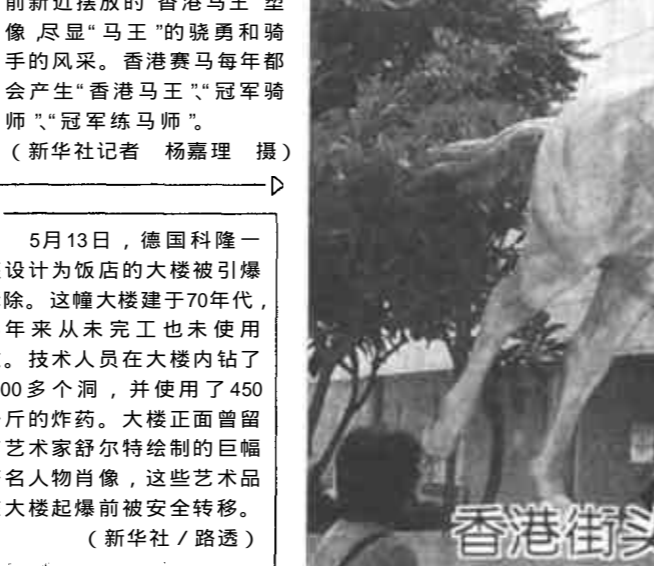 前新近摆放的“香港马王”塑
像,尽显“马王”的骁勇和骑
手的风采。香港赛马每年都
会产生“香港马王”、“冠军骑
师”、“冠军练马师”。
(新华社记者 杨嘉理 摄)
5月13日,德国科隆一
设计为饭店的大楼被引爆
除。这幢大楼建于70年代,
年来从未完工也未使用
。技术人员在大楼内钻了
00多个洞,并使用了450
斤的炸药。大楼正面曾留
艺术家舒尔特绘制的巨幅
名人物肖像,这些艺术品
大楼起爆前被安全转移。
(新华社/路透)
香港街头